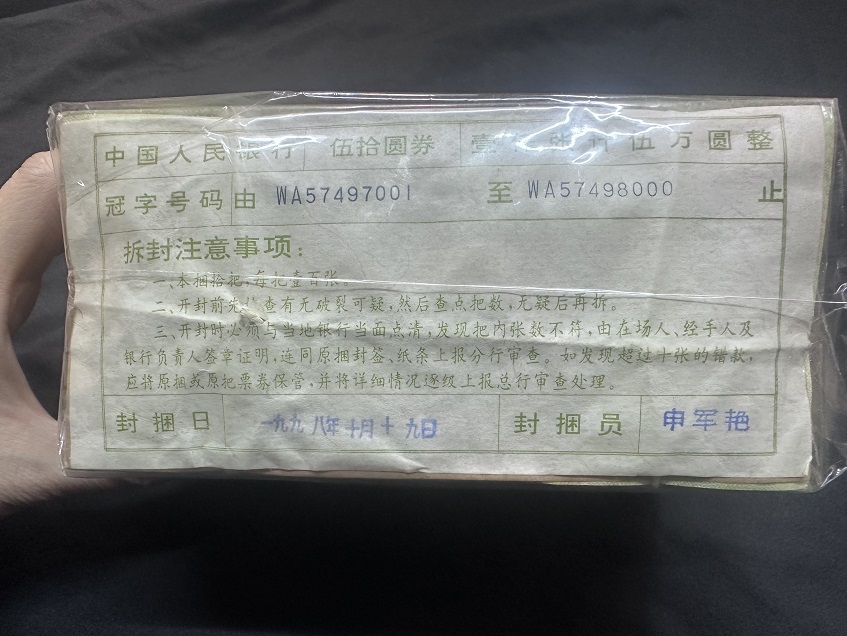 中国人民银行 伍拾圆券 壹 张计伍万圆整
冠字号码由 WA57497001 至 WA57498000 止
拆封注意事项：
一、本捆拾把，每把壹百张。
二、开封前先检查有无破裂可疑，然后查点把数，无疑后再拆。
三、开封时必须与当地银行当面点清，发现把内张数不符，由在场人、经手人及
银行负责人签章证明，连同原捆封签、纸条上报分行审查。如发现超过十张的错款，
应将原捆或原把票券保管，并将详细情况逐级上报总行审查处理。
封捆日 一九九八年十月十九日 封捆员 申军艳